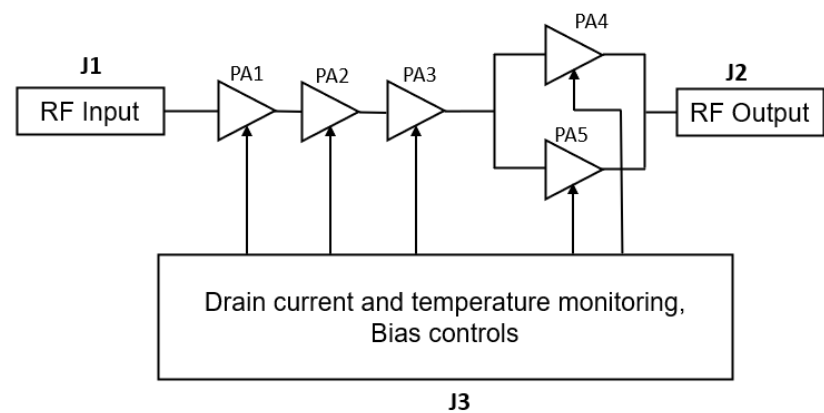 J1
RF Input
PA1
PA2
PA3
PA4
PA5
J2
RF Output
Drain current and temperature monitoring,
Bias controls
J3